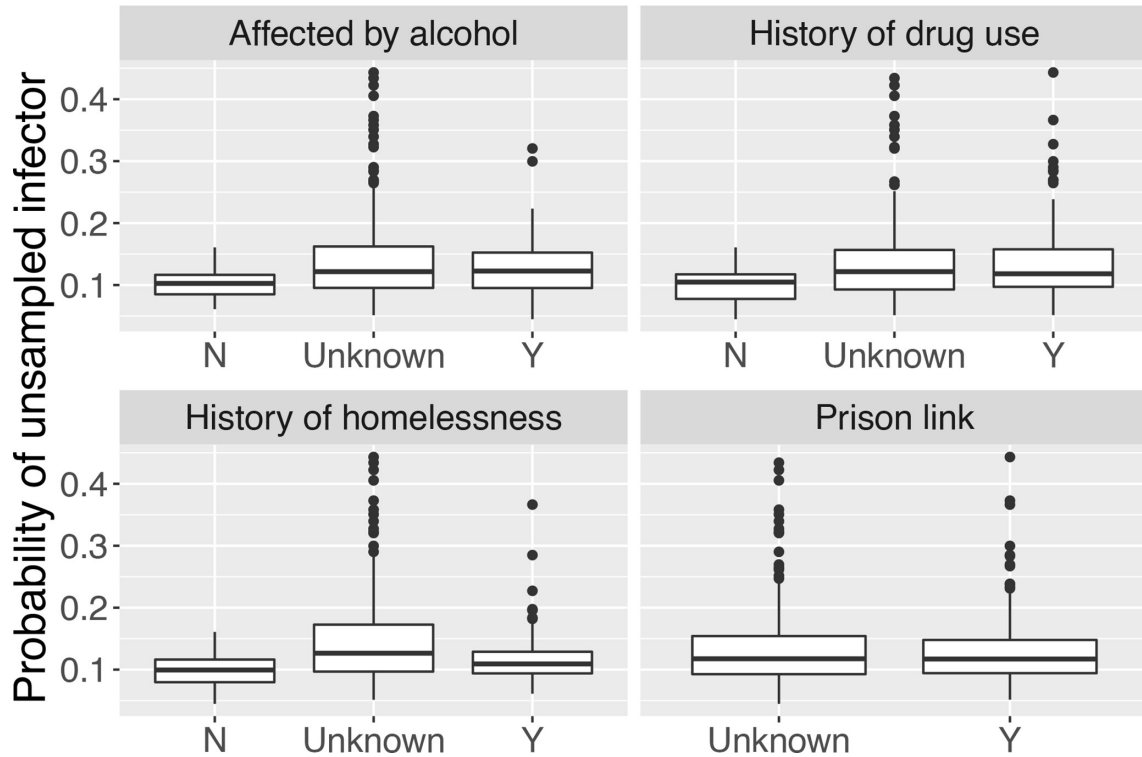 Probability of unsampled infector
Affected by alcohol
0.4
0.3
0.2
0.1
N Unknown Y
History of drug use
N Unknown Y
History of homelessness
0.4
0.3
0.2
0.1
N Unknown Y
Prison link
Unknown Y